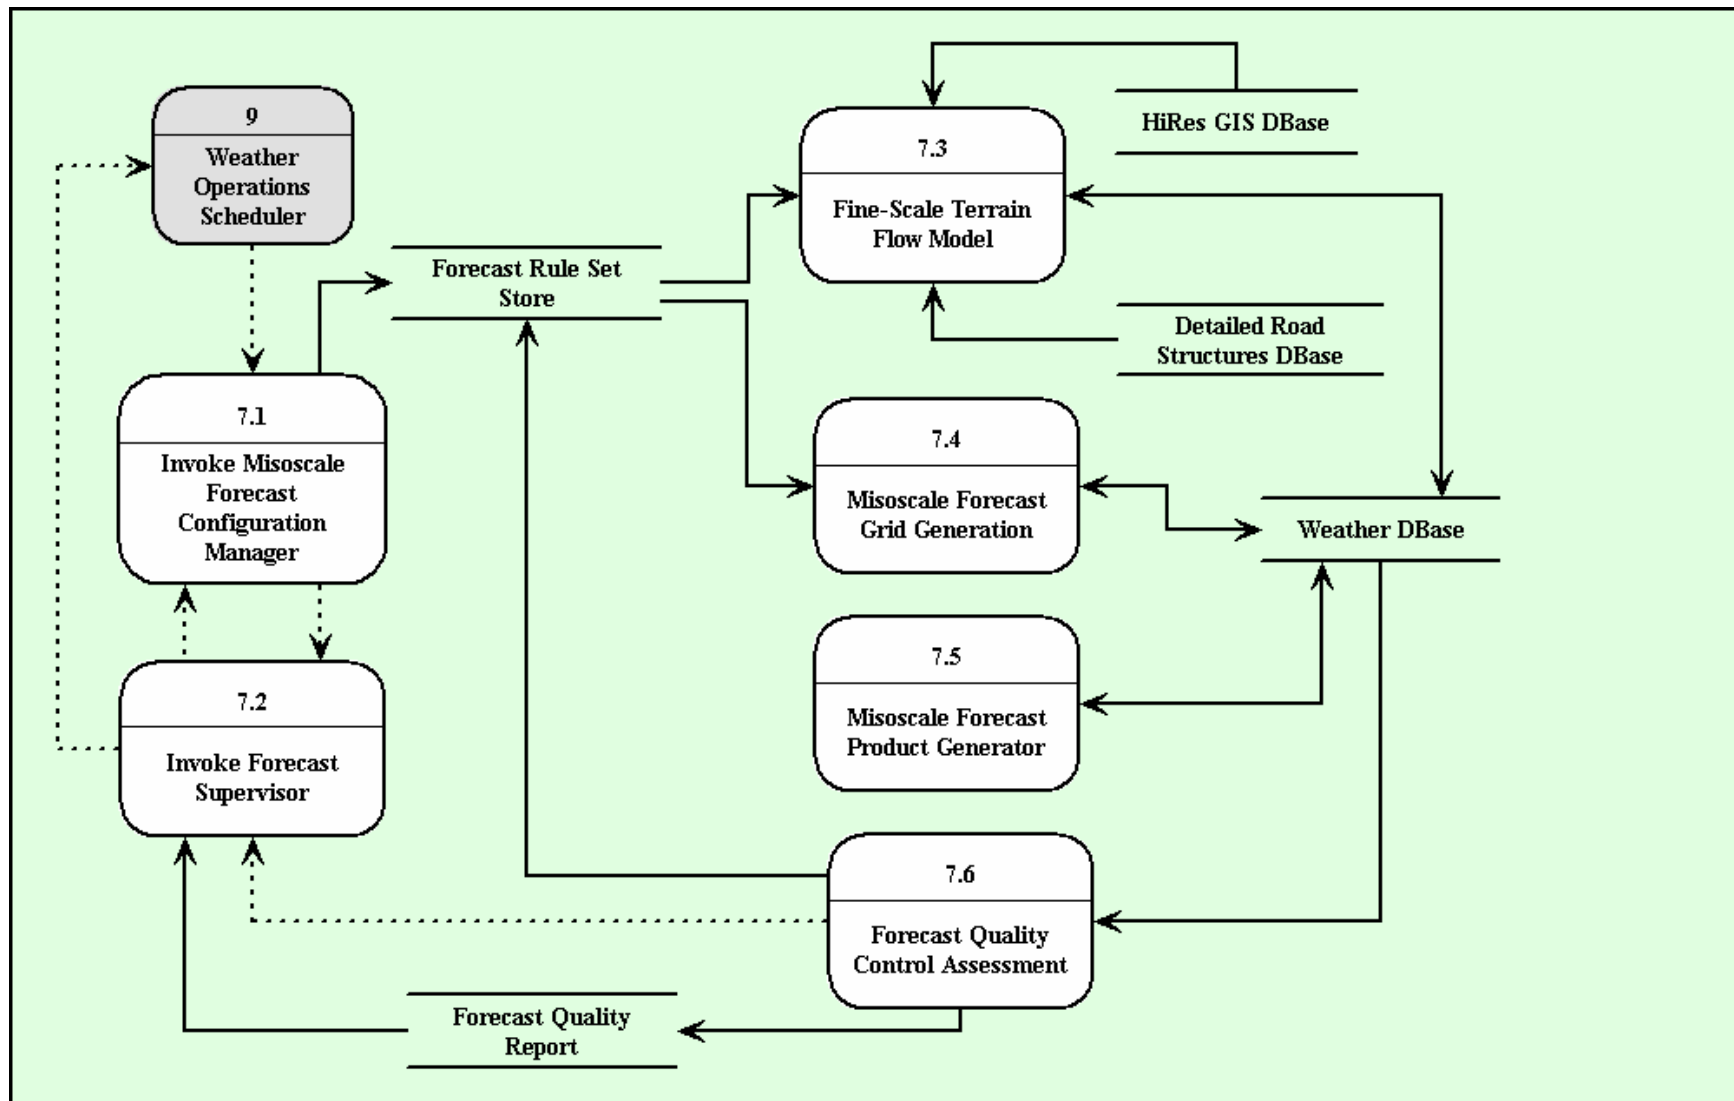 9
Weather
Operations
Scheduler
7.3
Fine-Scale Terrain
Flow Model
HiRes GIS DBase
Forecast Rule Set
Store
Detailed Road
Structures DBase
7.1
Invoke Misoscale
Forecast
Configuration
Manager
7.4
Misoscale Forecast
Grid Generation
Weather DBase
7.5
Misoscale Forecast
Product Generator
7.2
Invoke Forecast
Supervisor
7.6
Forecast Quality
Control Assessment
Forecast Quality
Report